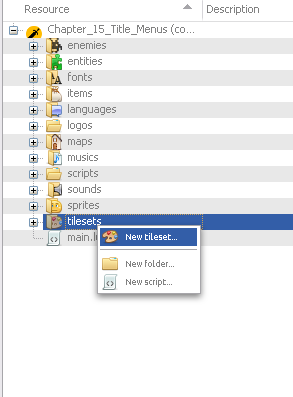 Resource Description
Chapter_15_Title_Menus (co...
enemies
entities
fonts
items
languages
logos
maps
musics
scripts
sounds
sprites
tilesets
main.l
New tileset...
New folder...
New script...